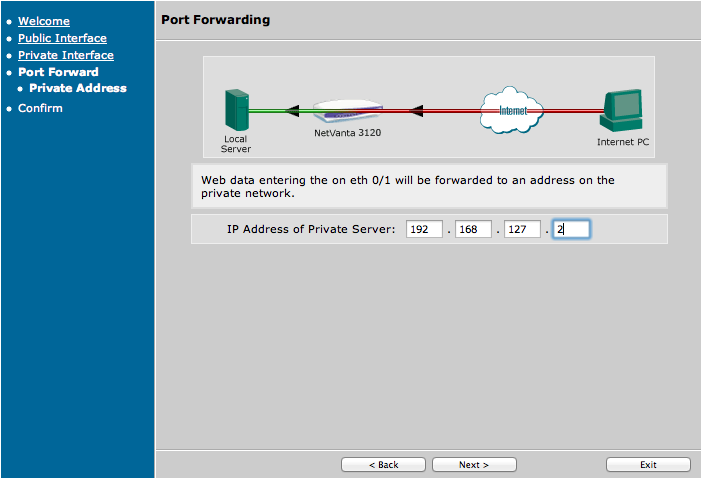 Welcome
Public Interface
Private Interface
Port Forward
Private Address
Confirm
Port Forwarding
Local
Server
NetVanta 3120
Internet
Internet PC
Web data entering the on eth 0/1 will be forwarded to an address on the
private network.
IP Address of Private Server: 192 . 168 . 127 . 2
< Back Next > Exit